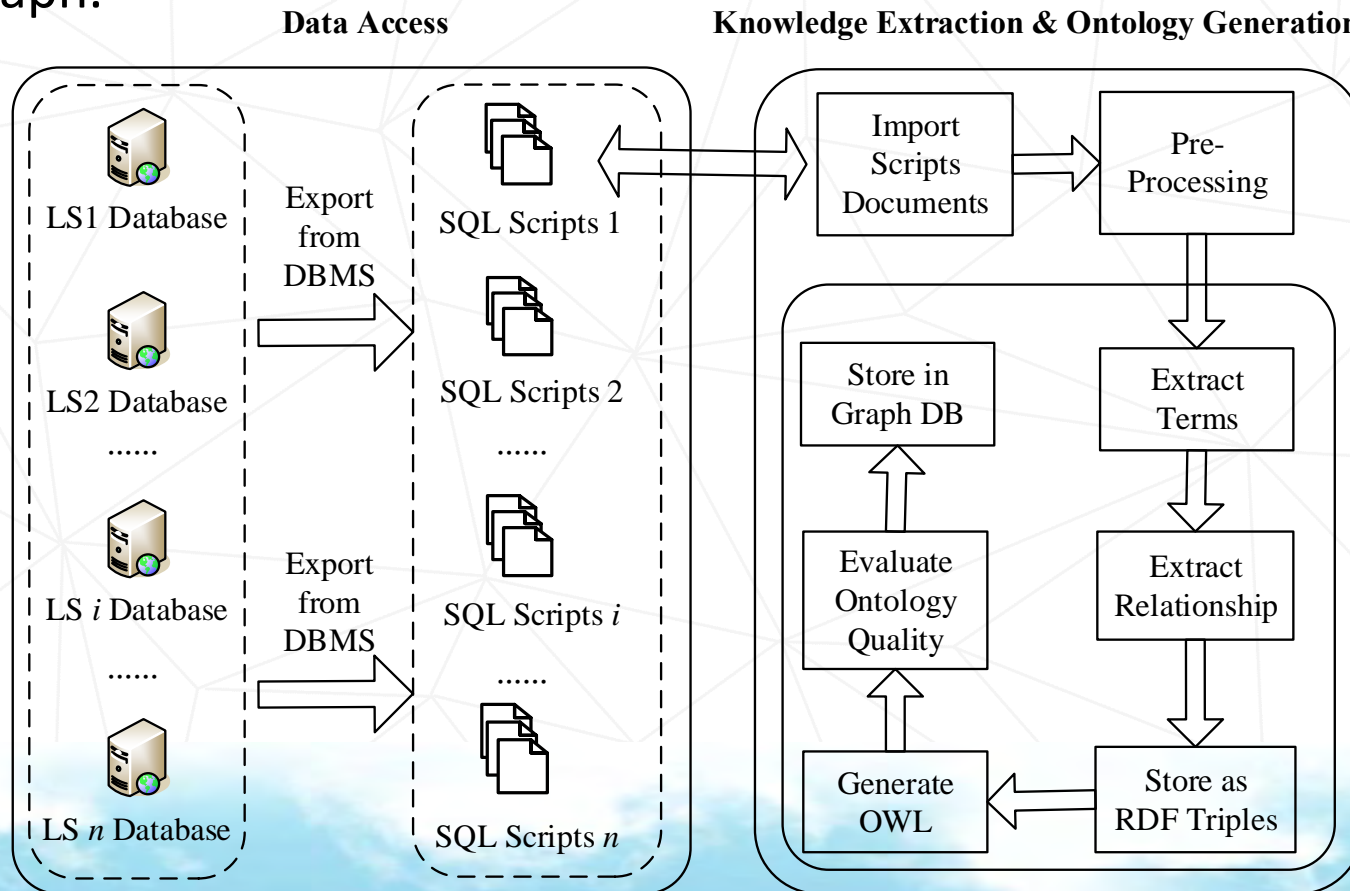 aph.
Data Access
Knowledge Extraction & Ontology Generation
LS1 Database
LS2 Database
......
LS i Database
......
LS n Database
Export
from
DBMS
Export
from
DBMS
SQL Scripts 1
SQL Scripts 2
......
SQL Scripts i
......
SQL Scripts n
Import
Scripts
Documents
Pre-
Processing
Extract
Terms
Extract
Relationship
Store as
RDF Triples
Generate
OWL
Evaluate
Ontology
Quality
Store in
Graph DB